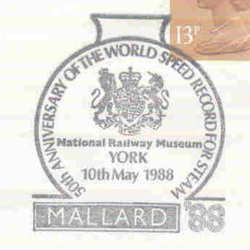 13P
50th ANNIVERSARY OF THE WORLD SPEED RECORD FOR STEAM
National Railway Museum
YORK
10th May 1988
MALLARD '88